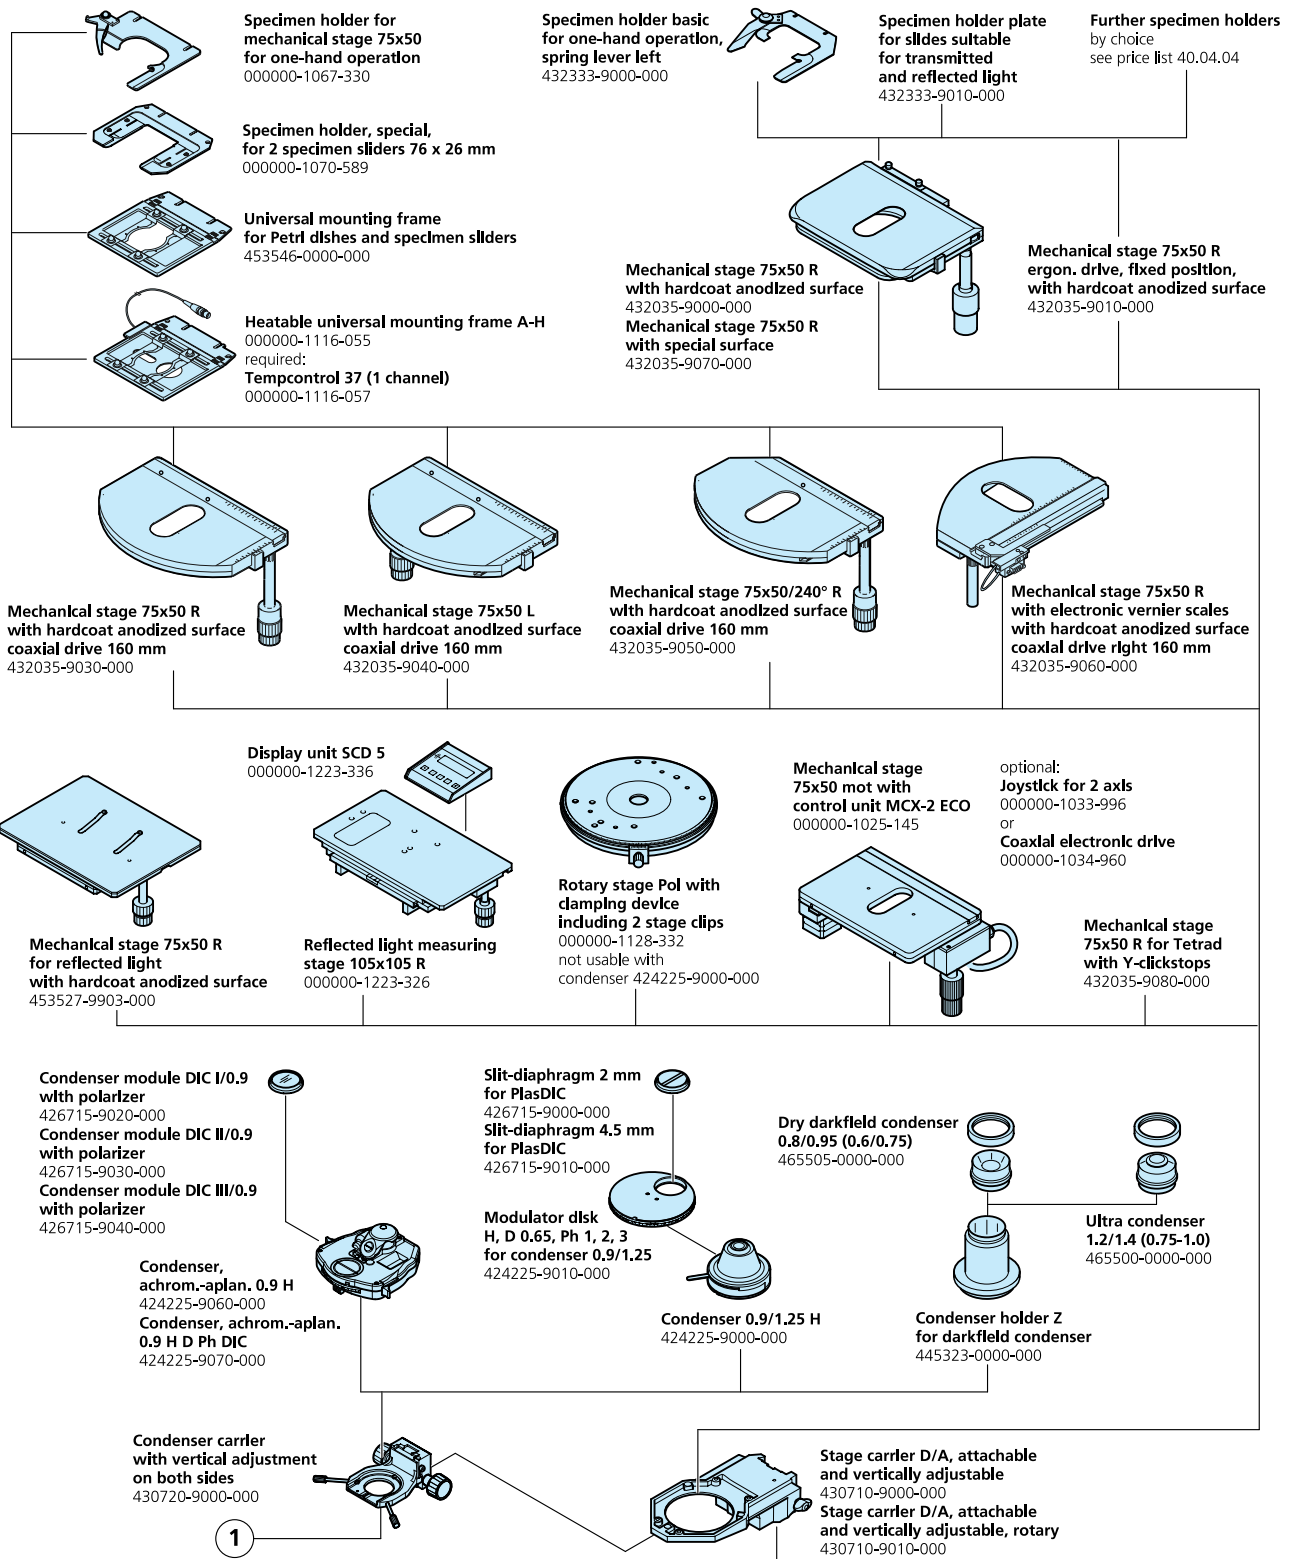 Specimen holder for
mechanical stage 75x50
for one-hand operation
000000-1067-330
Specimen holder basic
for one-hand operation,
spring lever left
432333-9000-000
Specimen holder plate
for slides suitable
for transmitted
and reflected light
432333-9010-000
Further specimen holders
by choice
see price list 40.04.04
Specimen holder, special,
for 2 specimen sliders 76 x 26 mm
000000-1070-589
Universal mounting frame
for Petri dishes and specimen sliders
453546-0000-000
Heatable universal mounting frame A-H
000000-1116-055
required:
Tempcontrol 37 (1 channel)
000000-1116-057
Mechanical stage 75x50 R
with hardcoat anodized surface
432035-9000-000
Mechanical stage 75x50 R
with special surface
432035-9070-000
Mechanical stage 75x50 R
ergon. drive, fixed position,
with hardcoat anodized surface
432035-9010-000
Mechanical stage 75x50 R
with hardcoat anodized surface
coaxial drive 160 mm
432035-9030-000
Mechanical stage 75x50 L
with hardcoat anodized surface
coaxial drive 160 mm
432035-9040-000
Mechanical stage 75x50/240° R
with hardcoat anodized surface
coaxial drive 160 mm
432035-9050-000
Mechanical stage 75x50 R
with electronic vernier scales
with hardcoat anodized surface
coaxial drive right 160 mm
432035-9060-000
Display unit SCD 5
000000-1223-336
Mechanical stage
75x50 mot with
control unit MCX-2 ECO
000000-1025-145
optional:
Joystick for 2 axis
000000-1033-996
or
Coaxial electronic drive
000000-1034-960
Mechanical stage 75x50 R
for reflected light
with hardcoat anodized surface
453527-9903-000
Reflected light measuring
stage 105x105 R
000000-1223-326
Rotary stage Pol with
clamping device
including 2 stage clips
000000-1128-332
not usable with
condenser 424225-9000-000
Mechanical stage
75x50 R for Tetrad
with Y-clickstops
432035-9080-000
Condenser module DIC I/0.9
with polarizer
426715-9020-000
Condenser module DIC II/0.9
with polarizer
426715-9030-000
Condenser module DIC III/0.9
with polarizer
426715-9040-000
Slit-diaphragm 2 mm
for PlasDIC
426715-9000-000
Slit-diaphragm 4.5 mm
for PlasDIC
426715-9010-000
Dry darkfield condenser
0.8/0.95 (0.6/0.75)
465505-0000-000
Modulator disk
H, D 0.65, Ph 1, 2, 3
for condenser 0.9/1.25
424225-9010-000
Ultra condenser
1.2/1.4 (0.75-1.0)
465500-0000-000
Condenser,
achrom.-aplan. 0.9 H
424225-9060-000
Condenser, achrom.-aplan.
0.9 H D Ph DIC
424225-9070-000
Condenser 0.9/1.25 H
424225-9000-000
Condenser holder Z
for darkfield condenser
445323-0000-000
Condenser carrier
with vertical adjustment
on both sides
430720-9000-000
1
Stage carrier D/A, attachable
and vertically adjustable
430710-9000-000
Stage carrier D/A, attachable
and vertically adjustable, rotary
430710-9010-000